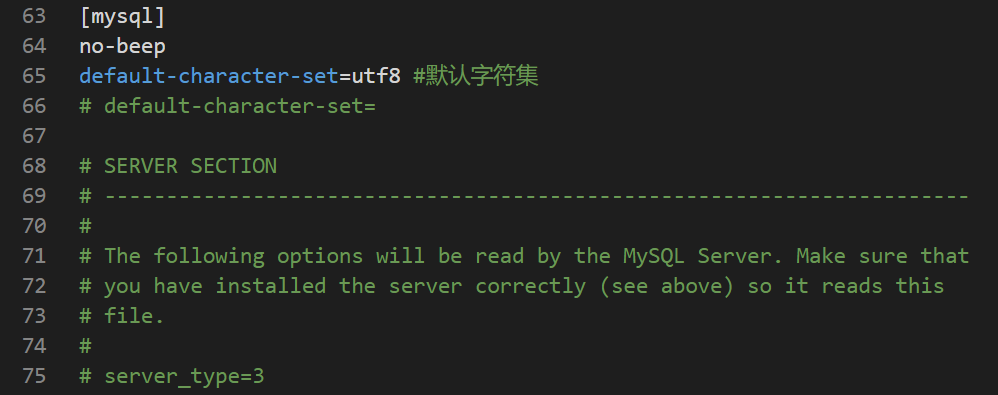 63 [mysql]
64 no-beep
65 default-character-set=utf8 #默认字符集
66 # default-character-set=
67
68 # SERVER SECTION
69 # ----------------------------------------------------------------------
70 #
71 # The following options will be read by the MySQL Server. Make sure that
72 # you have installed the server correctly (see above) so it reads this
73 # file.
74 #
75 # server_type=3